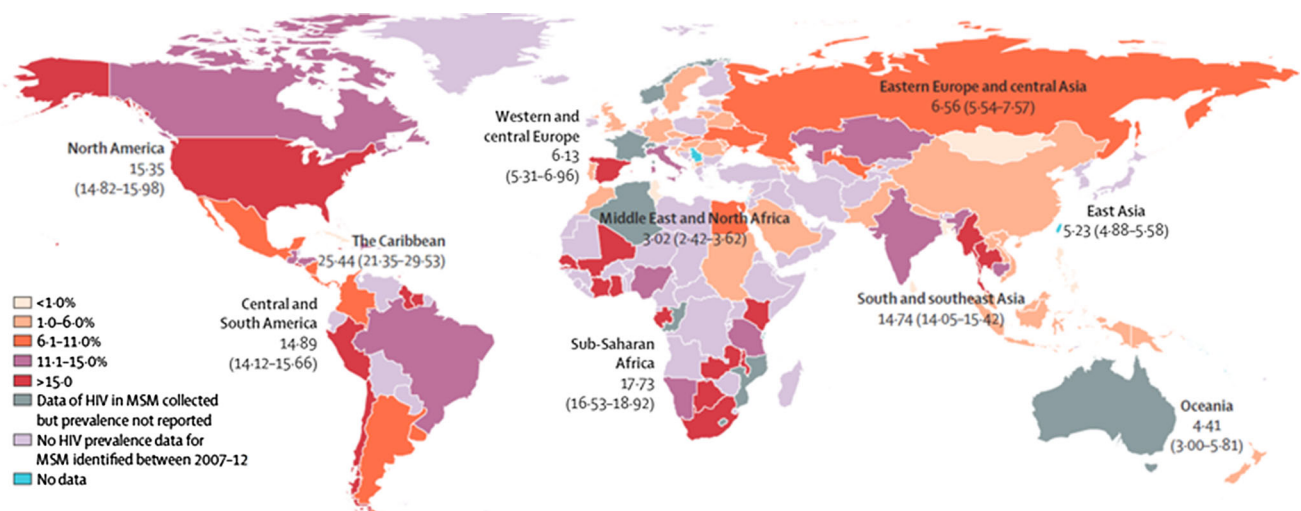 North America
15·35
(14·82–15·98)
The Caribbean
25·44 (21·35–29·53)
Central and
South America
14·89
(14·12–15·66)
Western and
central Europe
6·13
(5·31–6·96)
Eastern Europe and central Asia
6·56 (5·54–7·57)
Middle East and North Africa
3·02 (2·42–3·62)
East Asia
5·23 (4·88–5·58)
South and southeast Asia
14·74 (14·05–15·42)
Sub-Saharan
Africa
17·73
(16·53–18·92)
Oceania
4·41
(3·00–5·81)
<1·0%
1·0–6·0%
6·1–11·0%
11·1–15·0%
>15·0
Data of HIV in MSM collected
but prevalence not reported
No HIV prevalence data for
MSM identified between 2007–12
No data